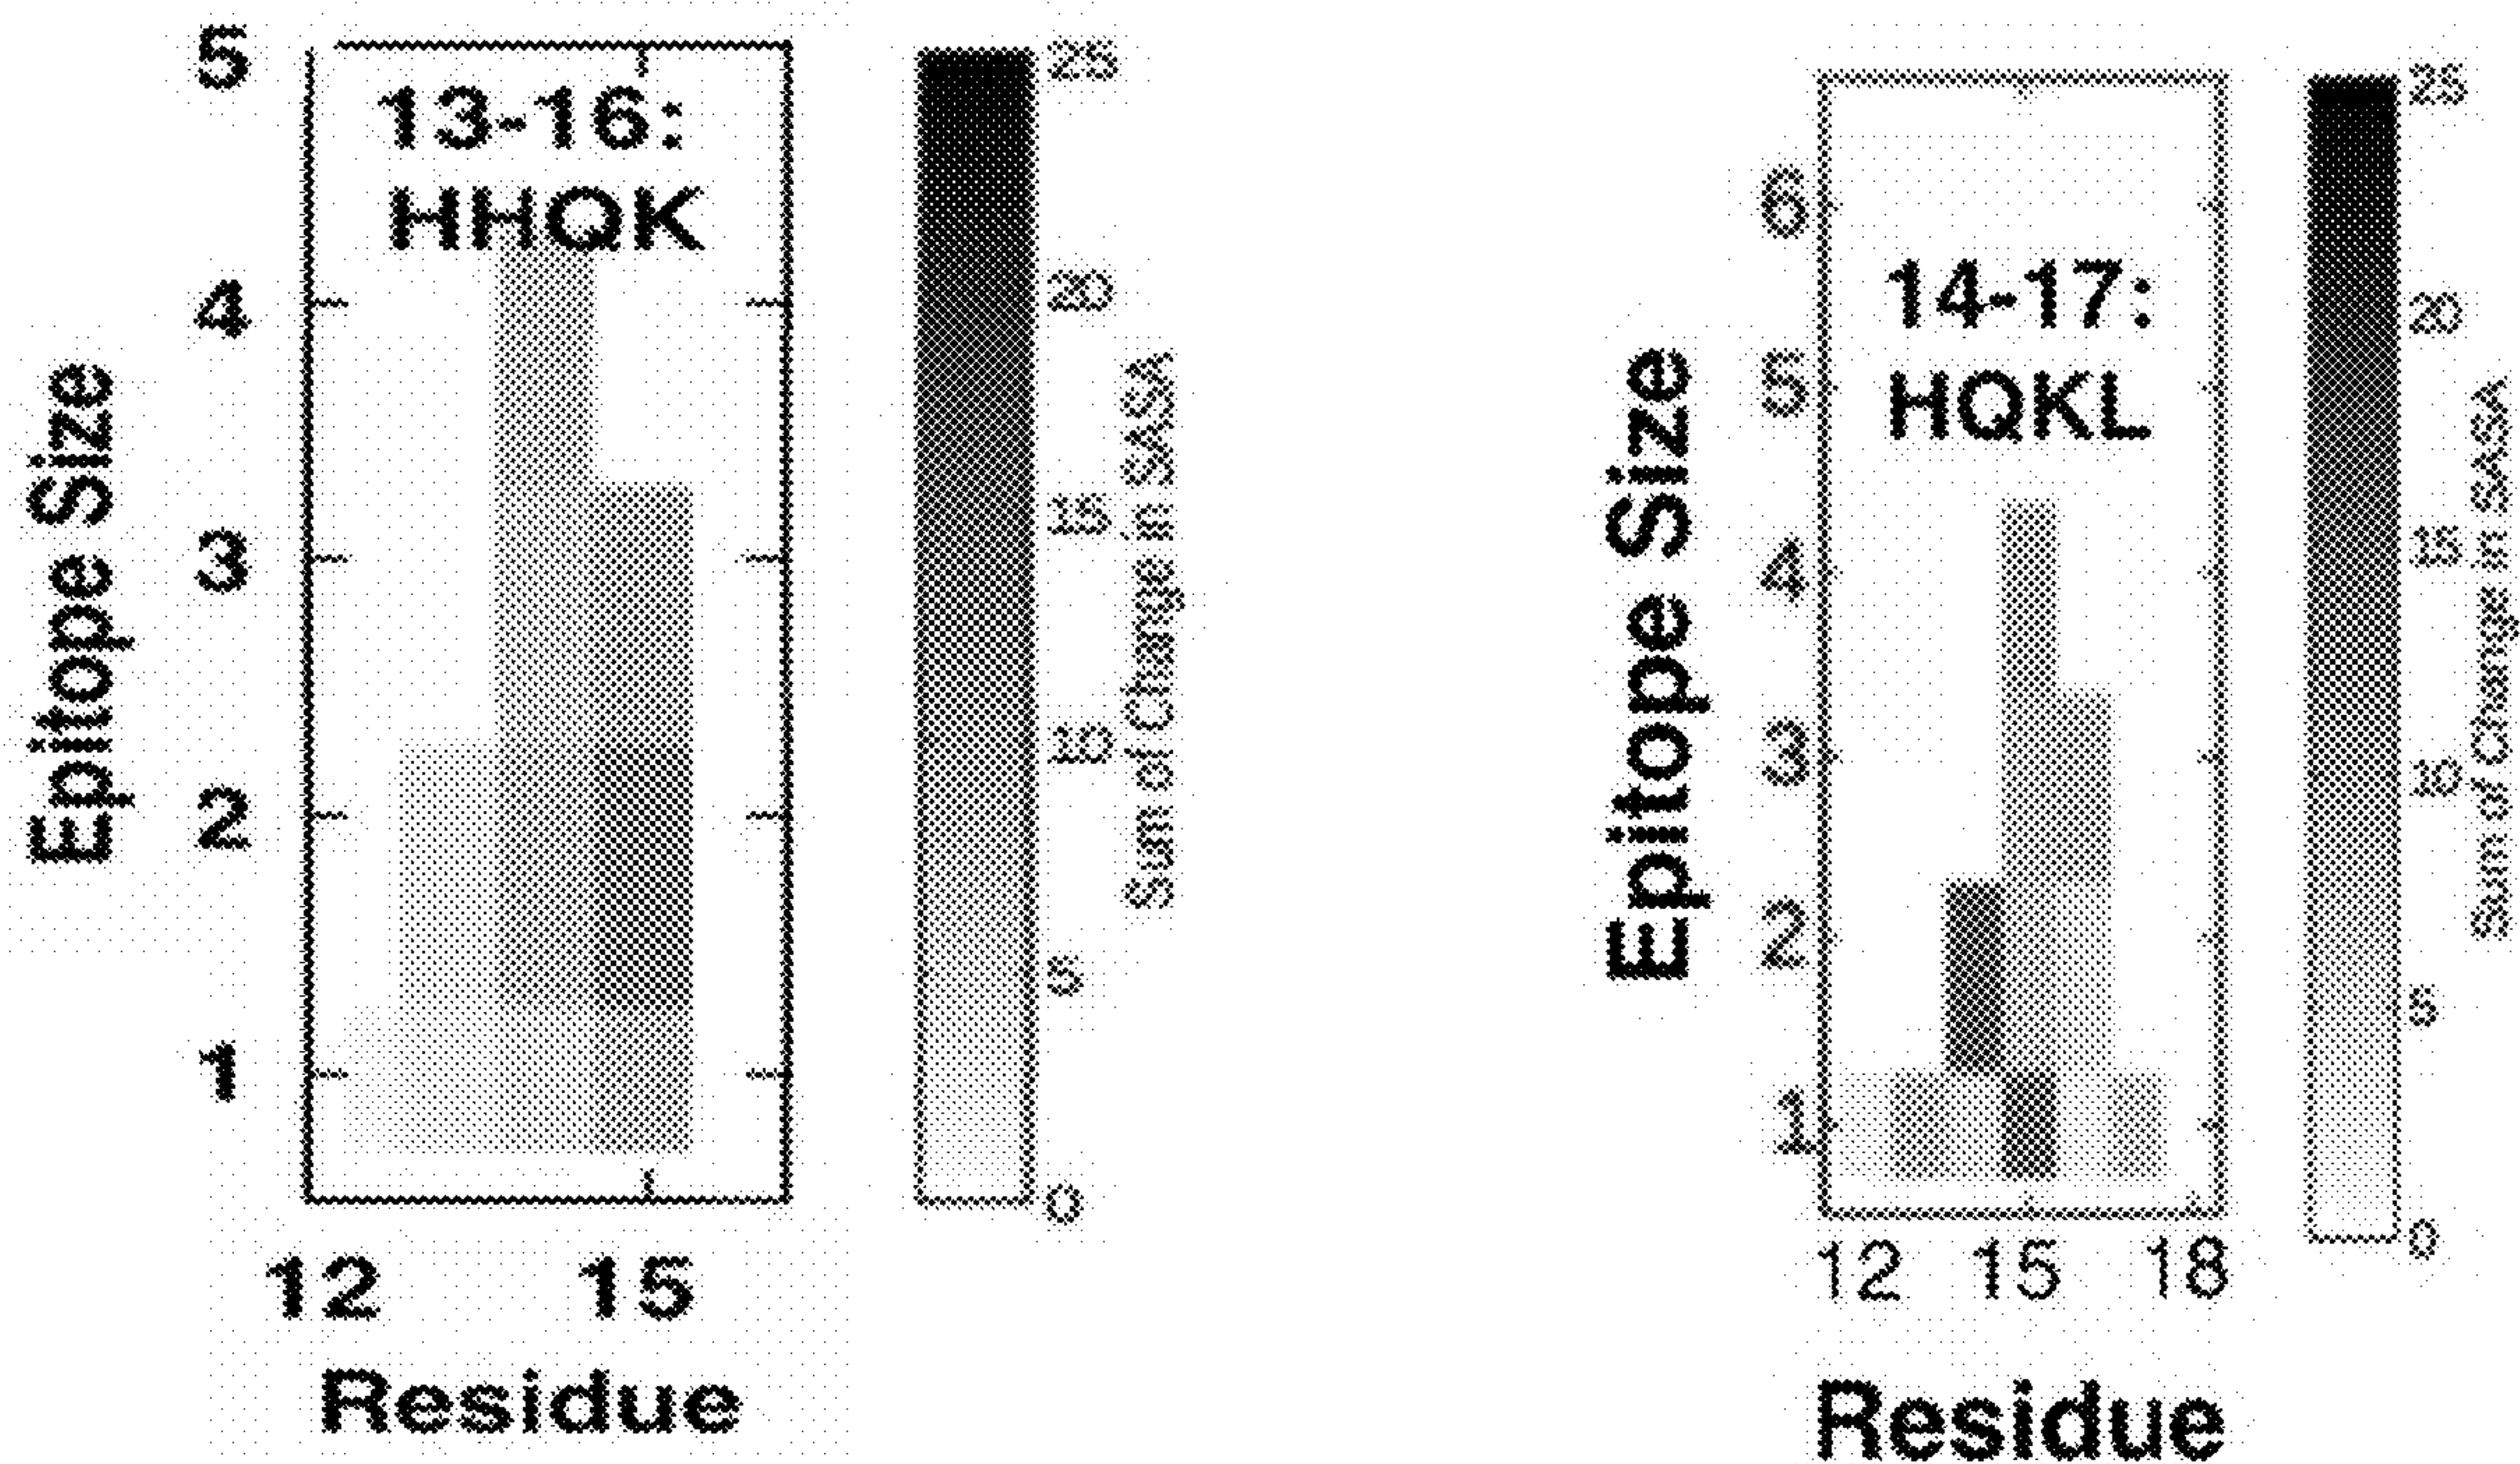 5
4
3
2
1
Epitope Size
13-16:
HHQK
12 15
Residue
25
20
15
10
5
0
Sum of Change in SASA
6
5
4
3
2
1
Epitope Size
14-17:
HQKL
12 15 18
Residue
25
20
15
10
5
0
Sum of Change in SASA